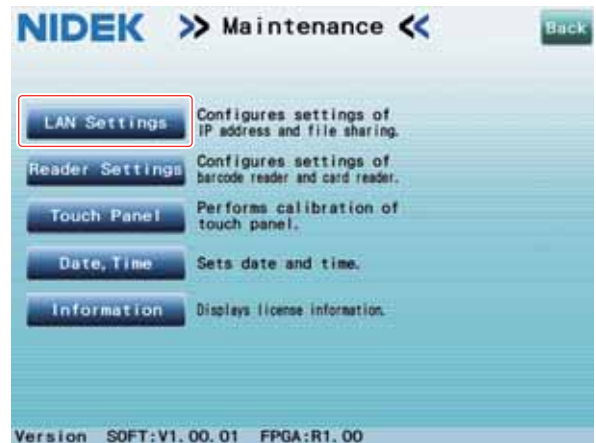 NIDEK >> Maintenance << Back
LAN Settings Configures settings of
IP address and file sharing.
Reader Settings Configures settings of
barcode reader and card reader.
Touch Panel Performs calibration of
touch panel.
Date, Time Sets date and time.
Information Displays license information.
Version SOFT:V1.00.01 FPGA:R1.00